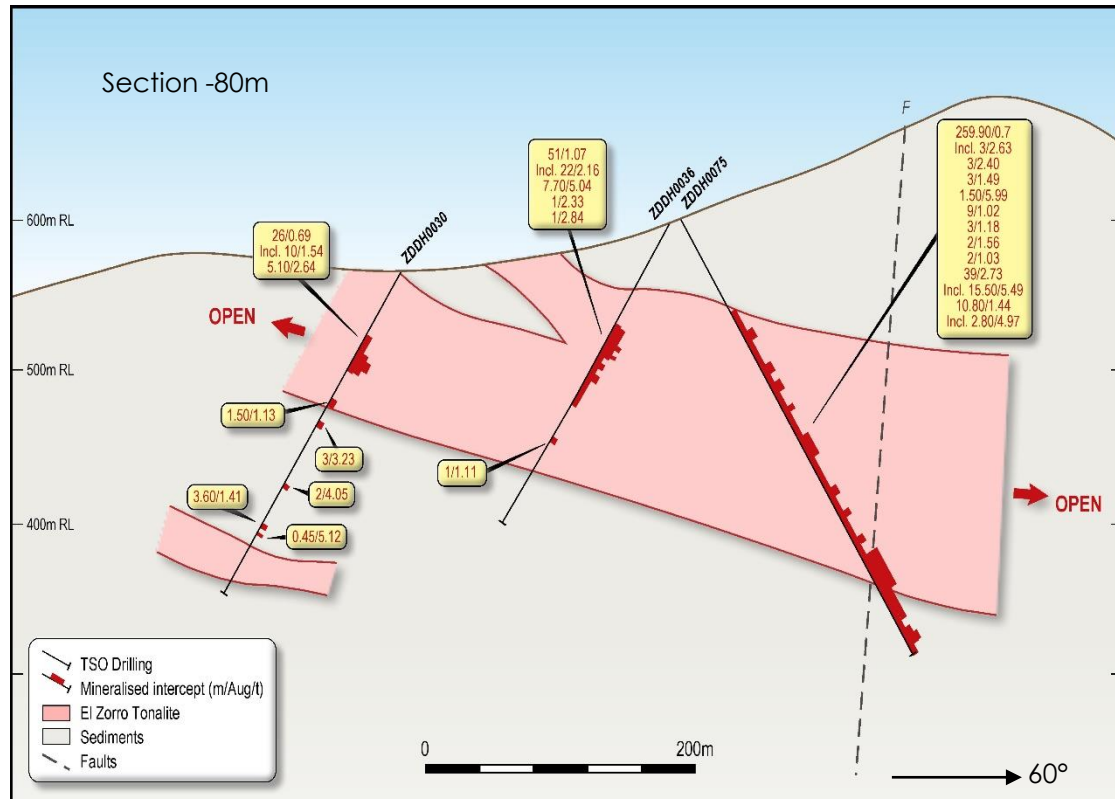 Section -80m
F
259.90/0.7
Incl. 3/2.63
3/2.40
3/1.49
1.50/5.99
9/1.02
3/1.18
2/1.56
2/1.03
39/2.73
Incl. 15.50/5.49
10.80/1.44
Incl. 2.80/4.97
51/1.07
Incl. 22/2.16
7.70/5.04
1/2.33
1/2.84
ZDDH0036
ZDDH0075
ZDDH0030
600m RL
26/0.69
Incl. 10/1.54
5.10/2.64
OPEN
500m RL
1.50/1.13
3/3.23
1/1.11
2/4.05
3.60/1.41
OPEN
400m RL
0.45/5.12
TSO Drilling
Mineralised intercept (m/Aug/t)
El Zorro Tonalite
Sediments
Faults
0
200m
60°